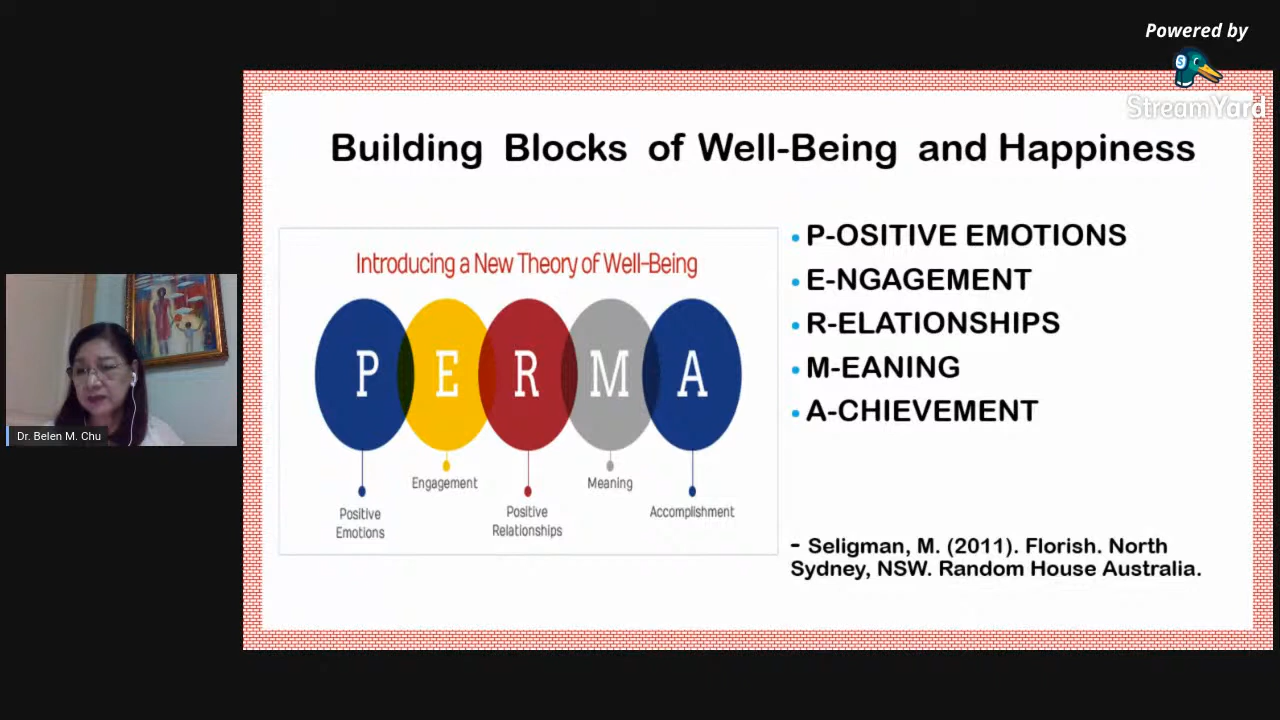 Powered by
StreamYard
Building Blocks of Well-Being and Happiness
Introducing a New Theory of Well-Being
P E R M A
Engagement
Meaning
Positive
Emotions
Positive
Relationships
Accomplishment
• P-OSITIVE EMOTIONS
• E-NGAGEMENT
• R-ELATIONSHIPS
• M-EANING
• A-CHIEVEMENT
- Seligman, M. (2011). Florish. North
Sydney, NSW. Random House Australia.
Dr. Belen M. Chu